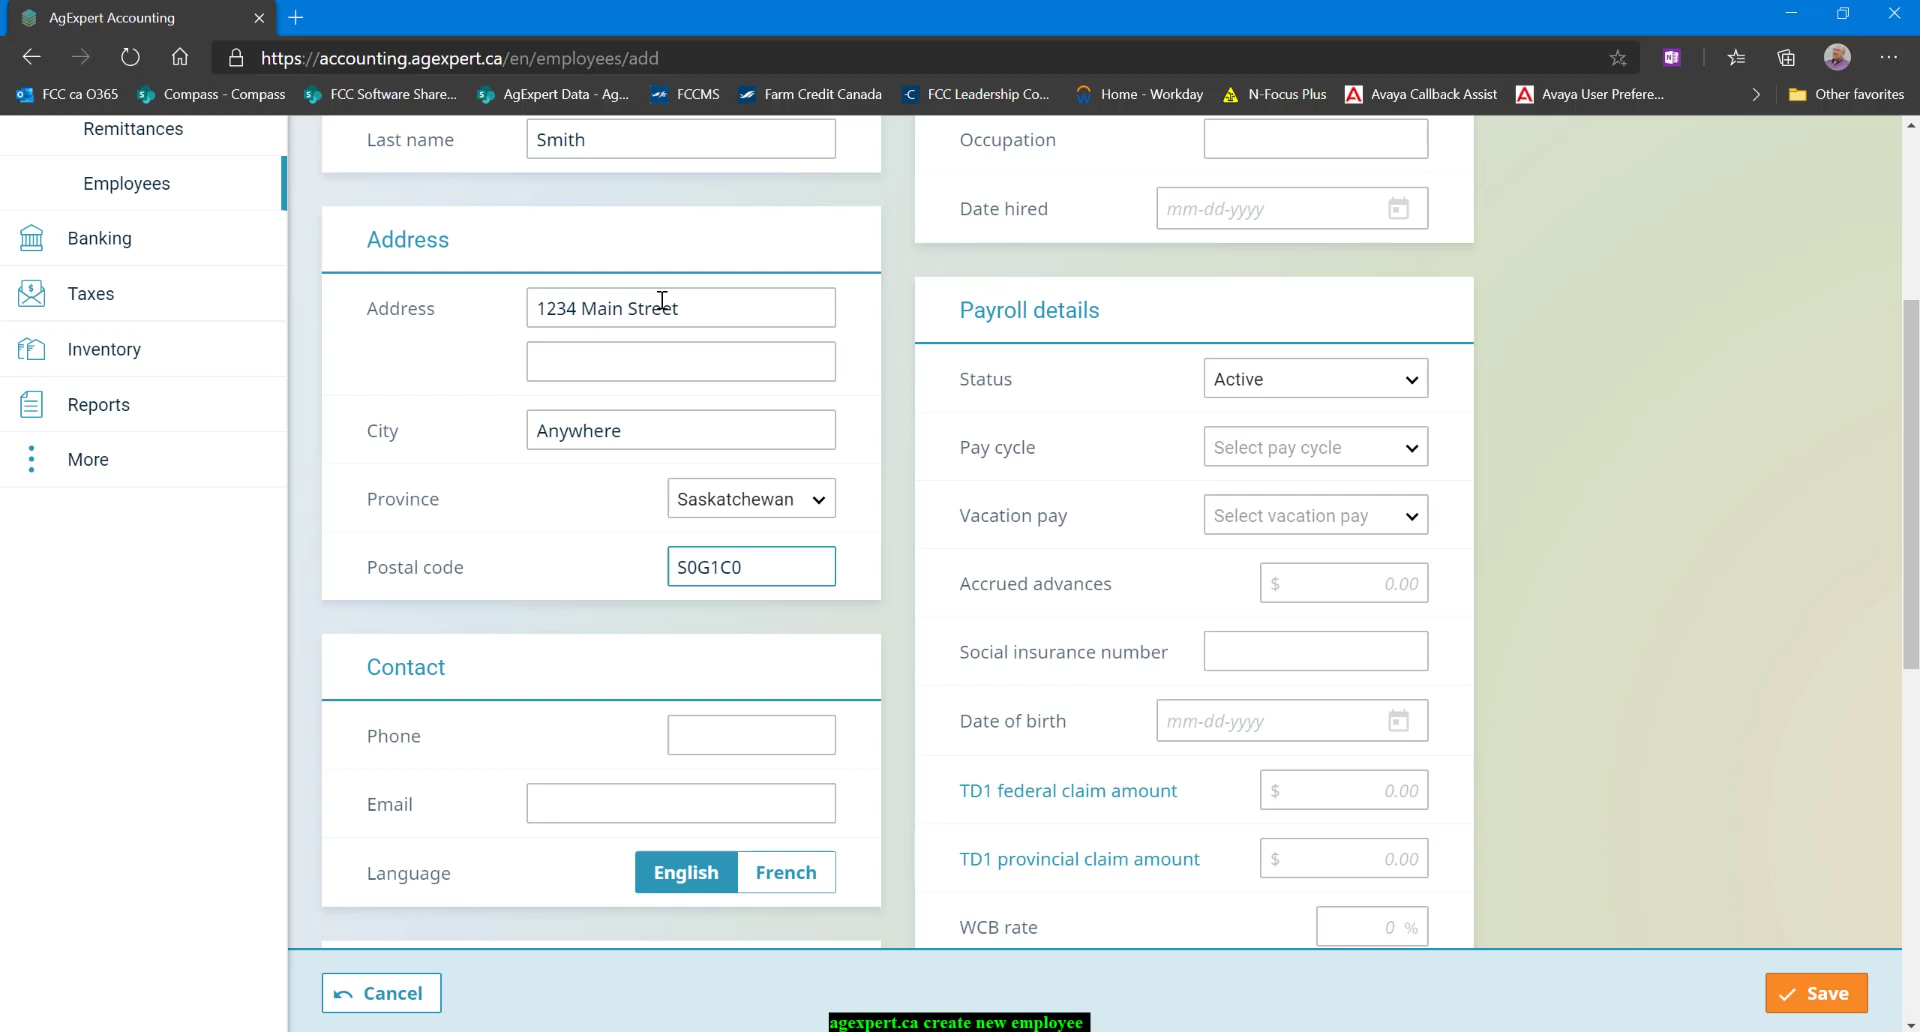 AgExpert Accounting
https://accounting.agexpert.ca/en/employees/add
FCC ca O365
Compass - Compass
FCC Software Share...
AgExpert Data - Ag...
FCCMS
Farm Credit Canada
FCC Leadership Co...
Home - Workday
N-Focus Plus
Avaya Callback Assist
Avaya User Prefere...
Other favorites
Remittances
Employees
Banking
Taxes
Inventory
Reports
More
Last name
Smith
Address
Address
1234 Main Street
City
Anywhere
Province
Saskatchewan
Postal code
S0G1C0
Contact
Phone
Email
Language
English
French
Occupation
Date hired
mm-dd-yyyy
Payroll details
Status
Active
Pay cycle
Select pay cycle
Vacation pay
Select vacation pay
Accrued advances
$ 0.00
Social insurance number
Date of birth
mm-dd-yyyy
TD1 federal claim amount
$ 0.00
TD1 provincial claim amount
$ 0.00
WCB rate
0 %
Cancel
Save
agexpert.ca create new employee